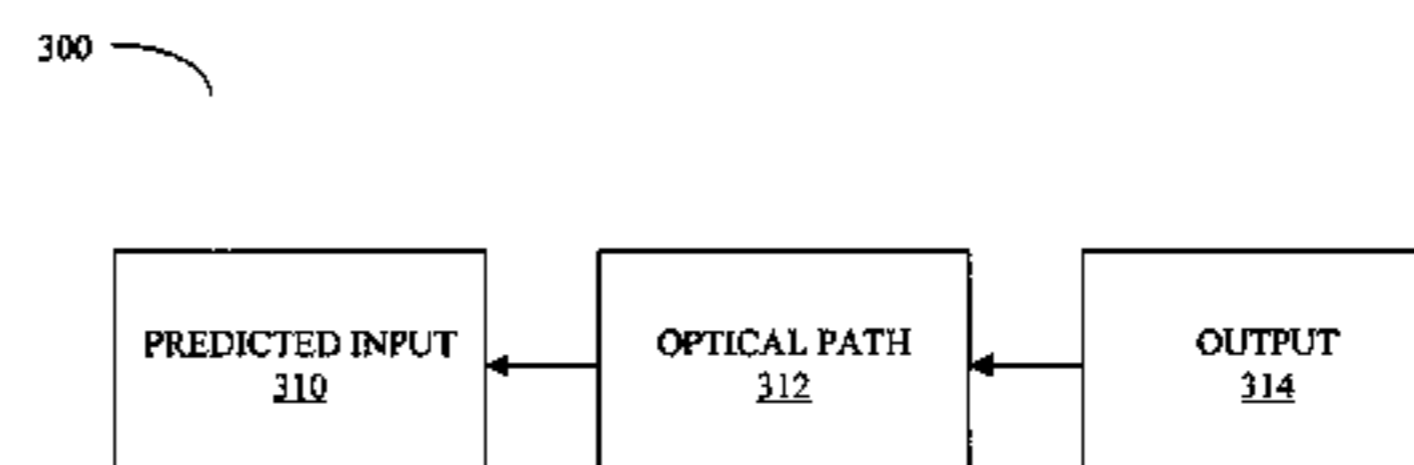 300
PREDICTED INPUT
310
OPTICAL PATH
312
OUTPUT
314